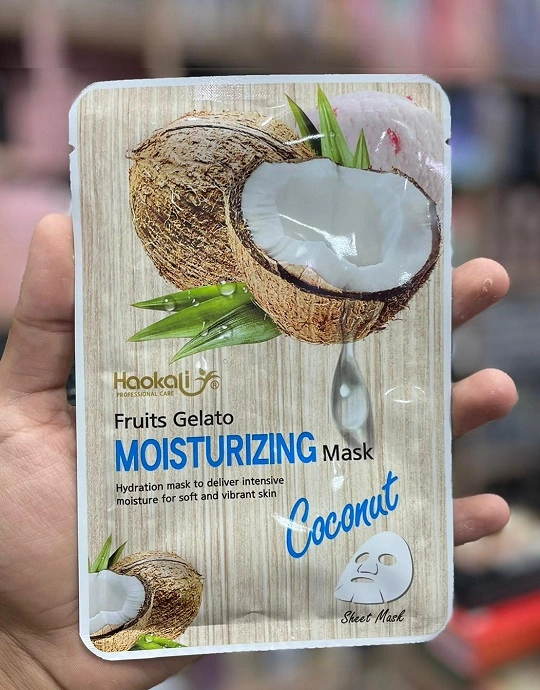 Haokali ®
PROFESSIONAL CARE
Fruits Gelato
MOISTURIZING Mask
Hydration mask to deliver intensive
moisture for soft and vibrant skin
Coconut
Sheet Mask